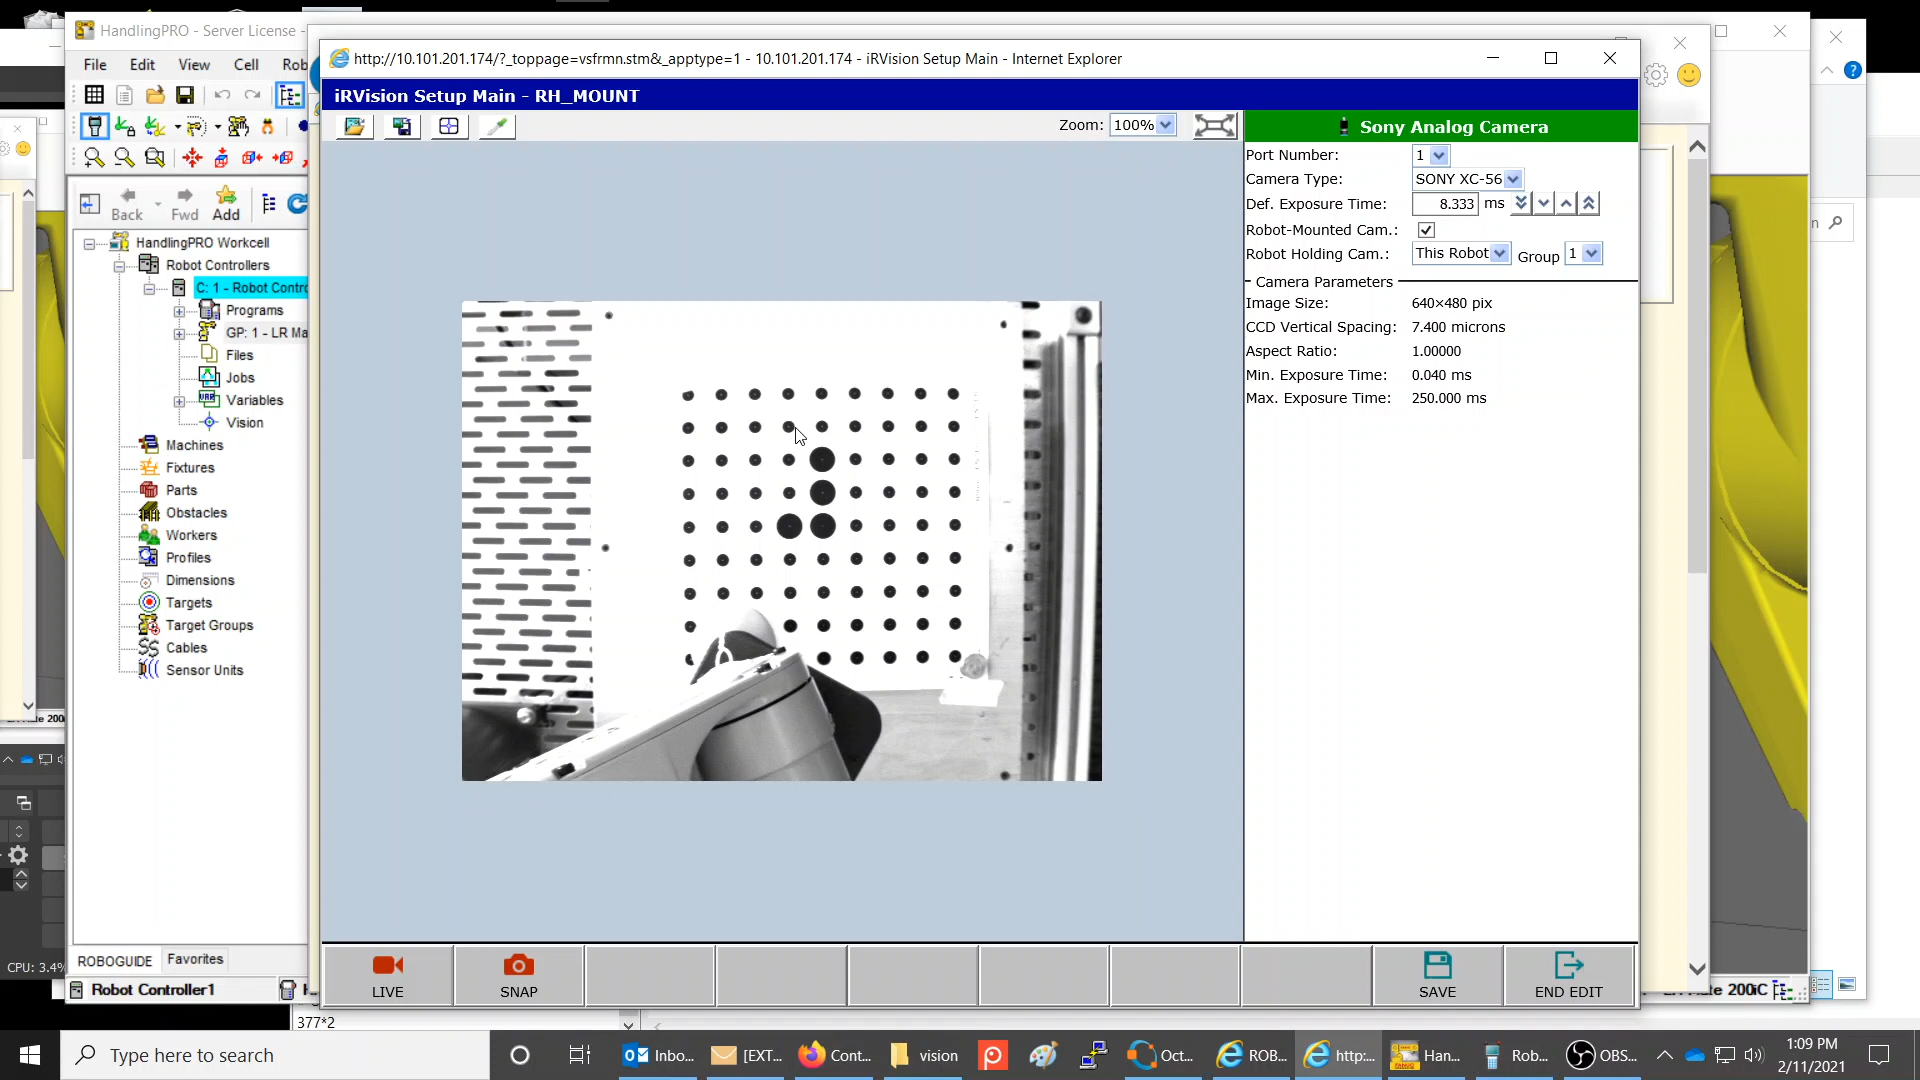 HandlingPRO - Server License -
File Edit View Cell Rob
Back Fwd Add
HandlingPRO Workcell
Robot Controllers
C: 1 - Robot Contro
Programs
GP: 1 - LR Ma
Files
Jobs
Variables
Vision
Machines
Fixtures
Parts
Obstacles
Workers
Profiles
Dimensions
Targets
Target Groups
Cables
Sensor Units
ROBOGUIDE Favorites
Robot Controller1
CPU: 3.4%
http://10.101.201.174/?_toppage=vsfrmn.stm&_apptype=1 - 10.101.201.174 - iRVision Setup Main - Internet Explorer
iRVision Setup Main - RH_MOUNT
Zoom: 100%
Sony Analog Camera
Port Number: 1
Camera Type: SONY XC-56
Def. Exposure Time: 8.333 ms
Robot-Mounted Cam.:
Robot Holding Cam.: This Robot Group 1
Camera Parameters
Image Size: 640×480 pix
CCD Vertical Spacing: 7.400 microns
Aspect Ratio: 1.00000
Min. Exposure Time: 0.040 ms
Max. Exposure Time: 250.000 ms
LIVE SNAP SAVE END EDIT
Mate 200iC
377*2
Type here to search
Inbo... [EXT... Cont... vision Oct... ROB... http:... Han... Rob... OBS...
1:09 PM
2/11/2021